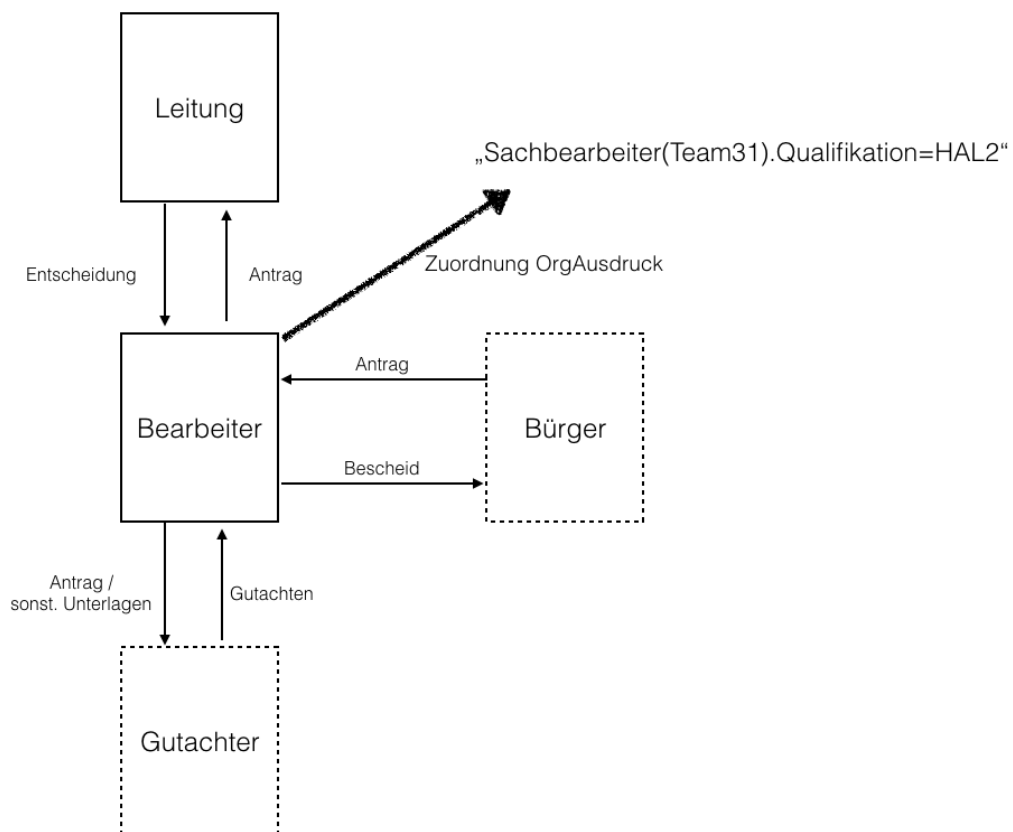 Leitung
„Sachbearbeiter(Team31).Qualifikation=HAL2“
Entscheidung
Antrag
Zuordnung OrgAusdruck
Antrag
Bearbeiter
Bürger
Bescheid
Antrag /
sonst. Unterlagen
Gutachten
Gutachter